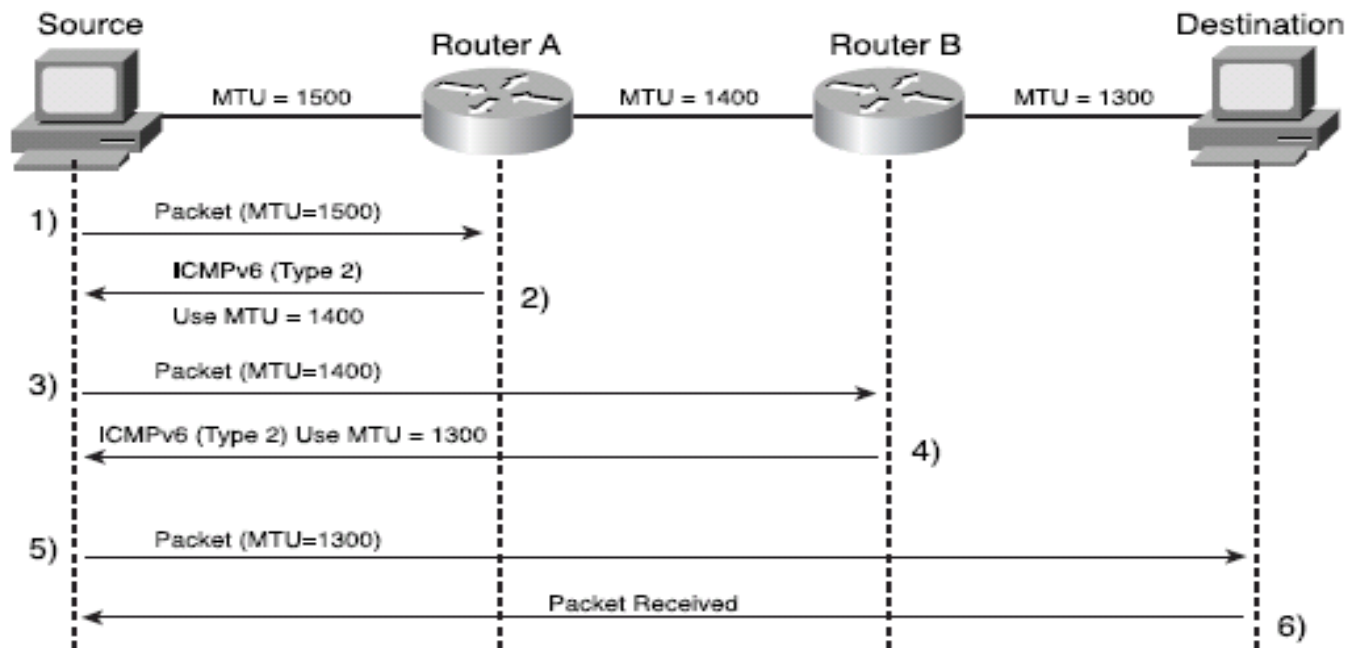 Source
Destination
Router A
Router B
MTU = 1500
MTU = 1400
MTU = 1300
1)
Packet (MTU=1500)
ICMPv6 (Type 2)
2)
Use MTU = 1400
3)
Packet (MTU=1400)
ICMPv6 (Type 2) Use MTU = 1300
4)
5)
Packet (MTU=1300)
Packet Received
6)